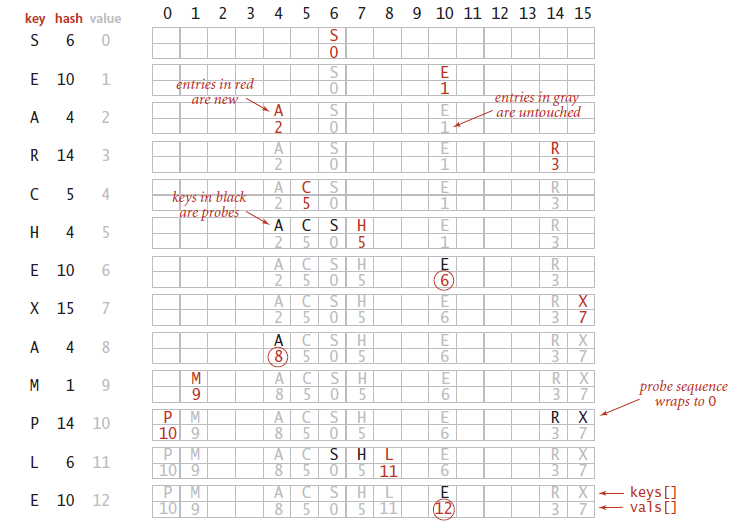 key hash value 0 1 2 3 4 5 6 7 8 9 10 11 12 13 14 15
S 6 0 S
0
E 10 1 S E
0 1
entries in red
are new
entries in gray
are untouched
A 4 2 A S E
2 0 1
R 14 3 A S E R
2 0 1 3
C 5 4 A C S E R
2 5 0 1 3
keys in black
are probes
H 4 5 A C S H E R
2 5 0 5 1 3
E 10 6 A C S H E R
2 5 0 5 6 3
X 15 7 A C S H E R X
2 5 0 5 6 3 7
A 4 8 A C S H E R X
8 5 0 5 6 3 7
M 1 9 M A C S H E R X
9 8 5 0 5 6 3 7
probe sequence
wraps to 0
P 14 10 P M A C S H E R X
10 9 8 5 0 5 6 3 7
L 6 11 P M A C S H L E R X
10 9 8 5 0 5 11 6 3 7
E 10 12 P M A C S H L E R X keys[]
10 9 8 5 0 5 11 12 3 7 vals[]